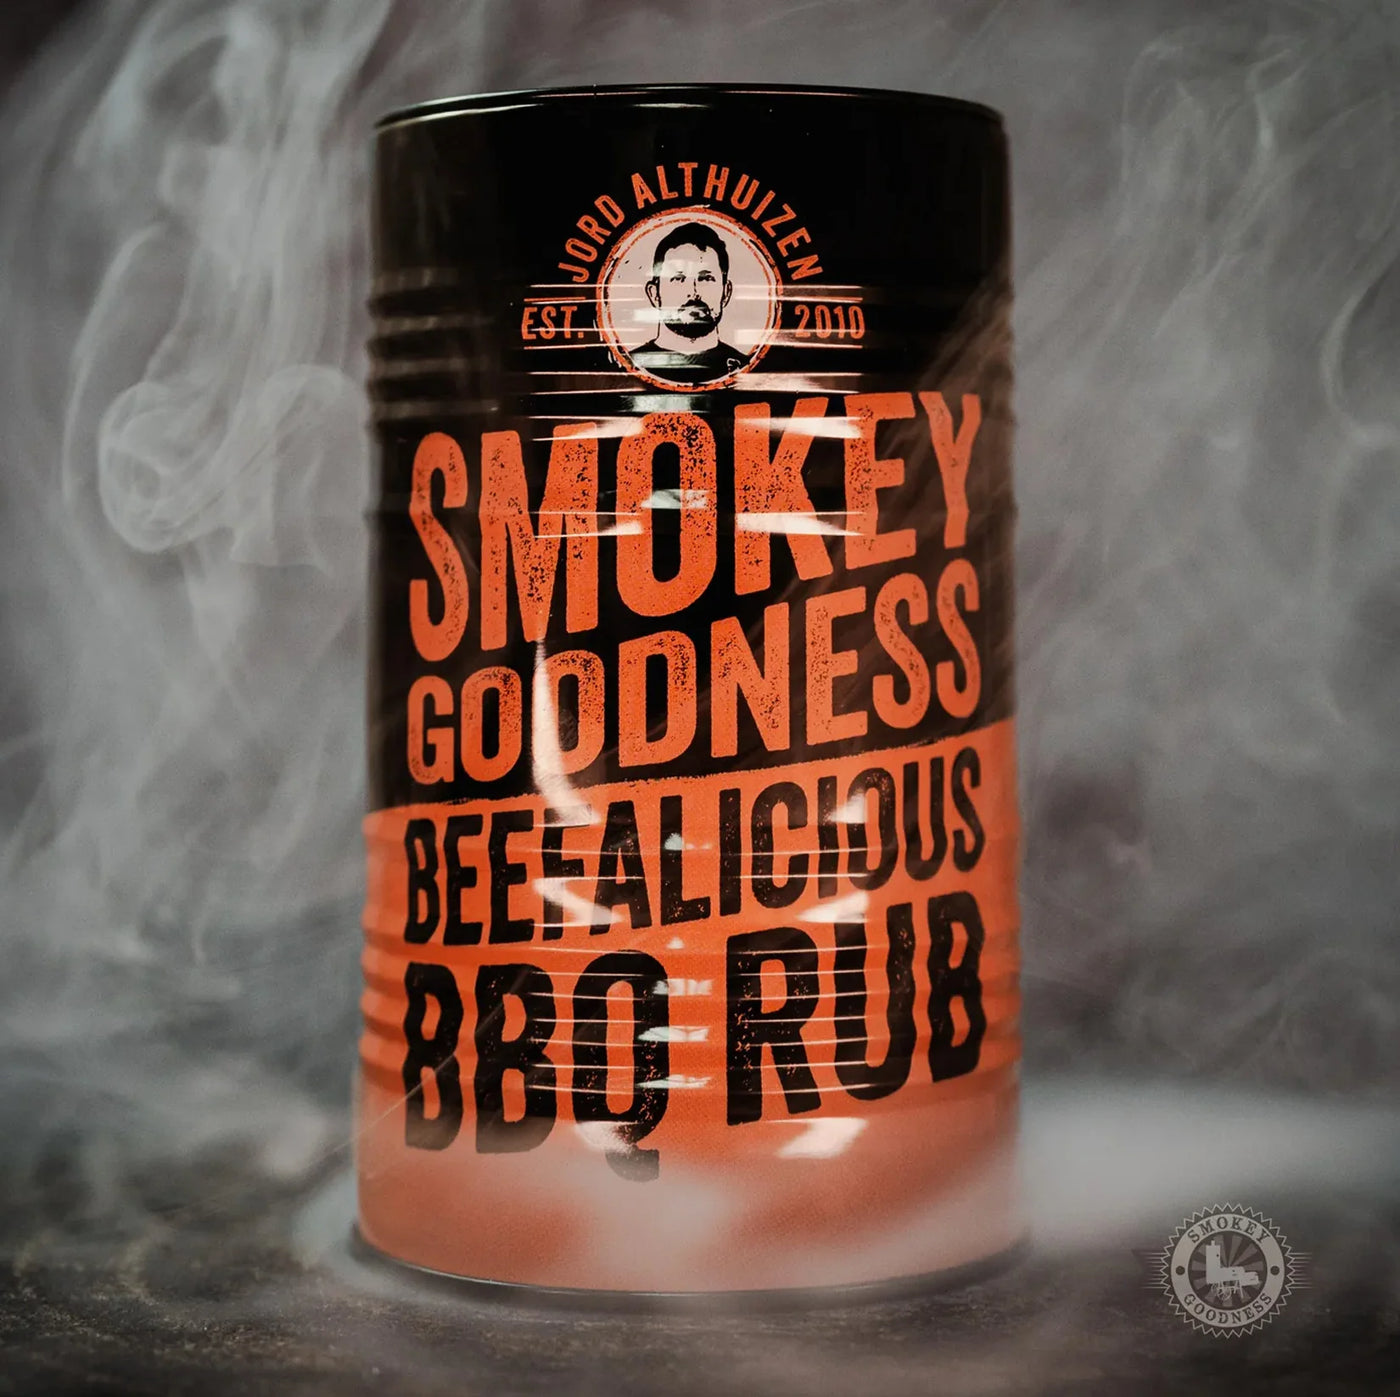 JORD ALTHUIZEN
EST. 2010
SMOKEY
GOODNESS
BEEFALICIOUS
BBQ RUB
SMOKEY
GOODNESS